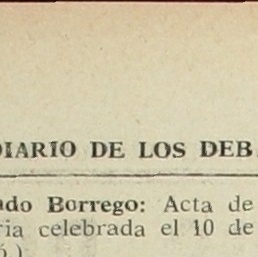 DIARIO DE LOS DEB
ado Borrego: Acta de
ria celebrada el 10 de
ó.)